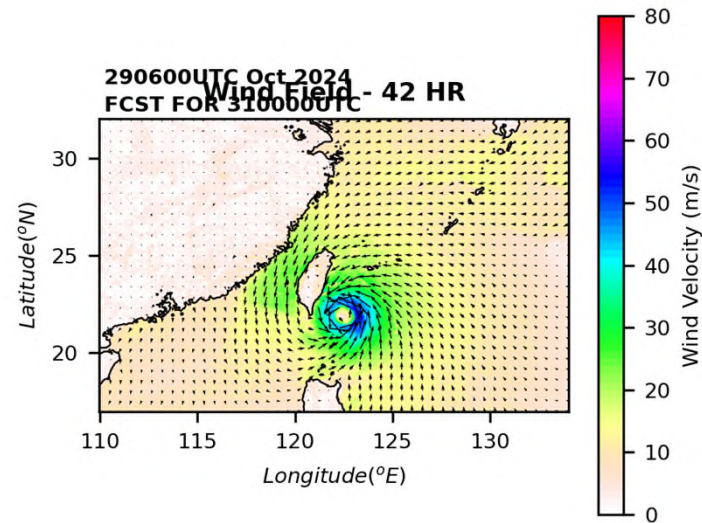 290600UTC Oct 2024
FCST FOR 310000UTC
Wind Field - 42 HR
30
25
20
Latitude(°N)
110
115
120
125
130
Longitude(°E)
80
70
60
50
40
30
20
10
0
Wind Velocity (m/s)